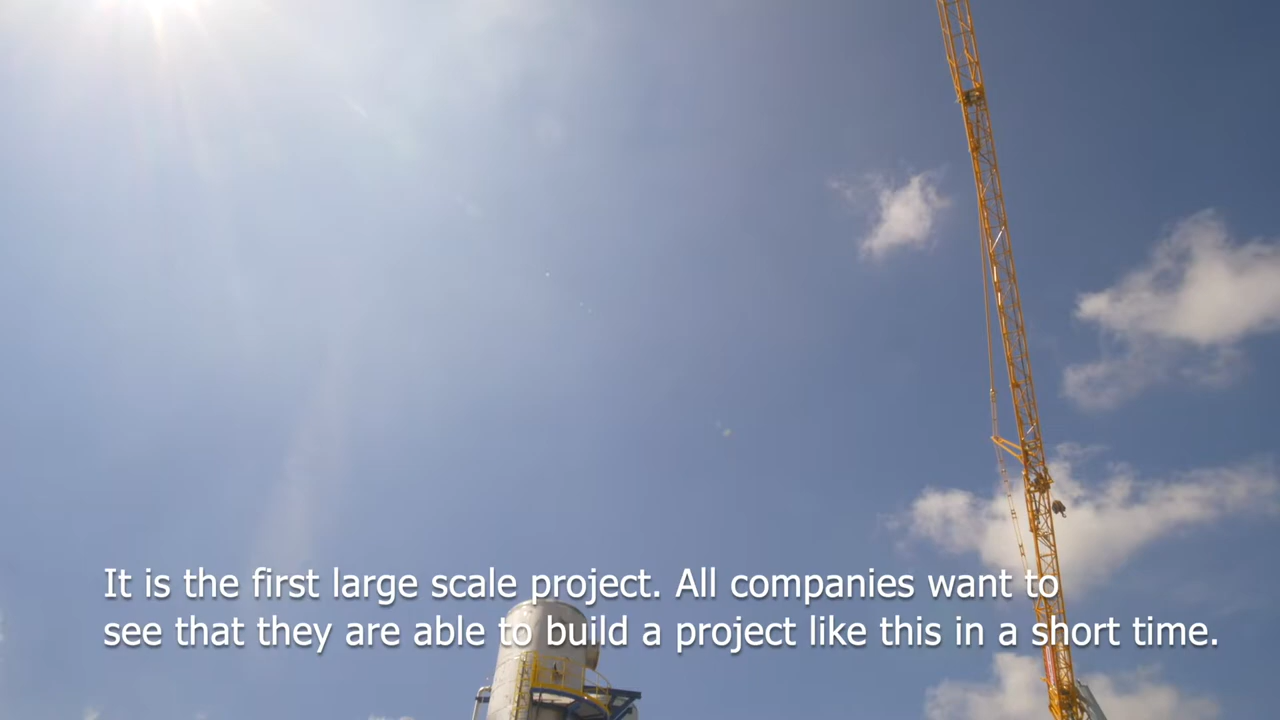 It is the first large scale project. All companies want to
see that they are able to build a project like this in a short time.